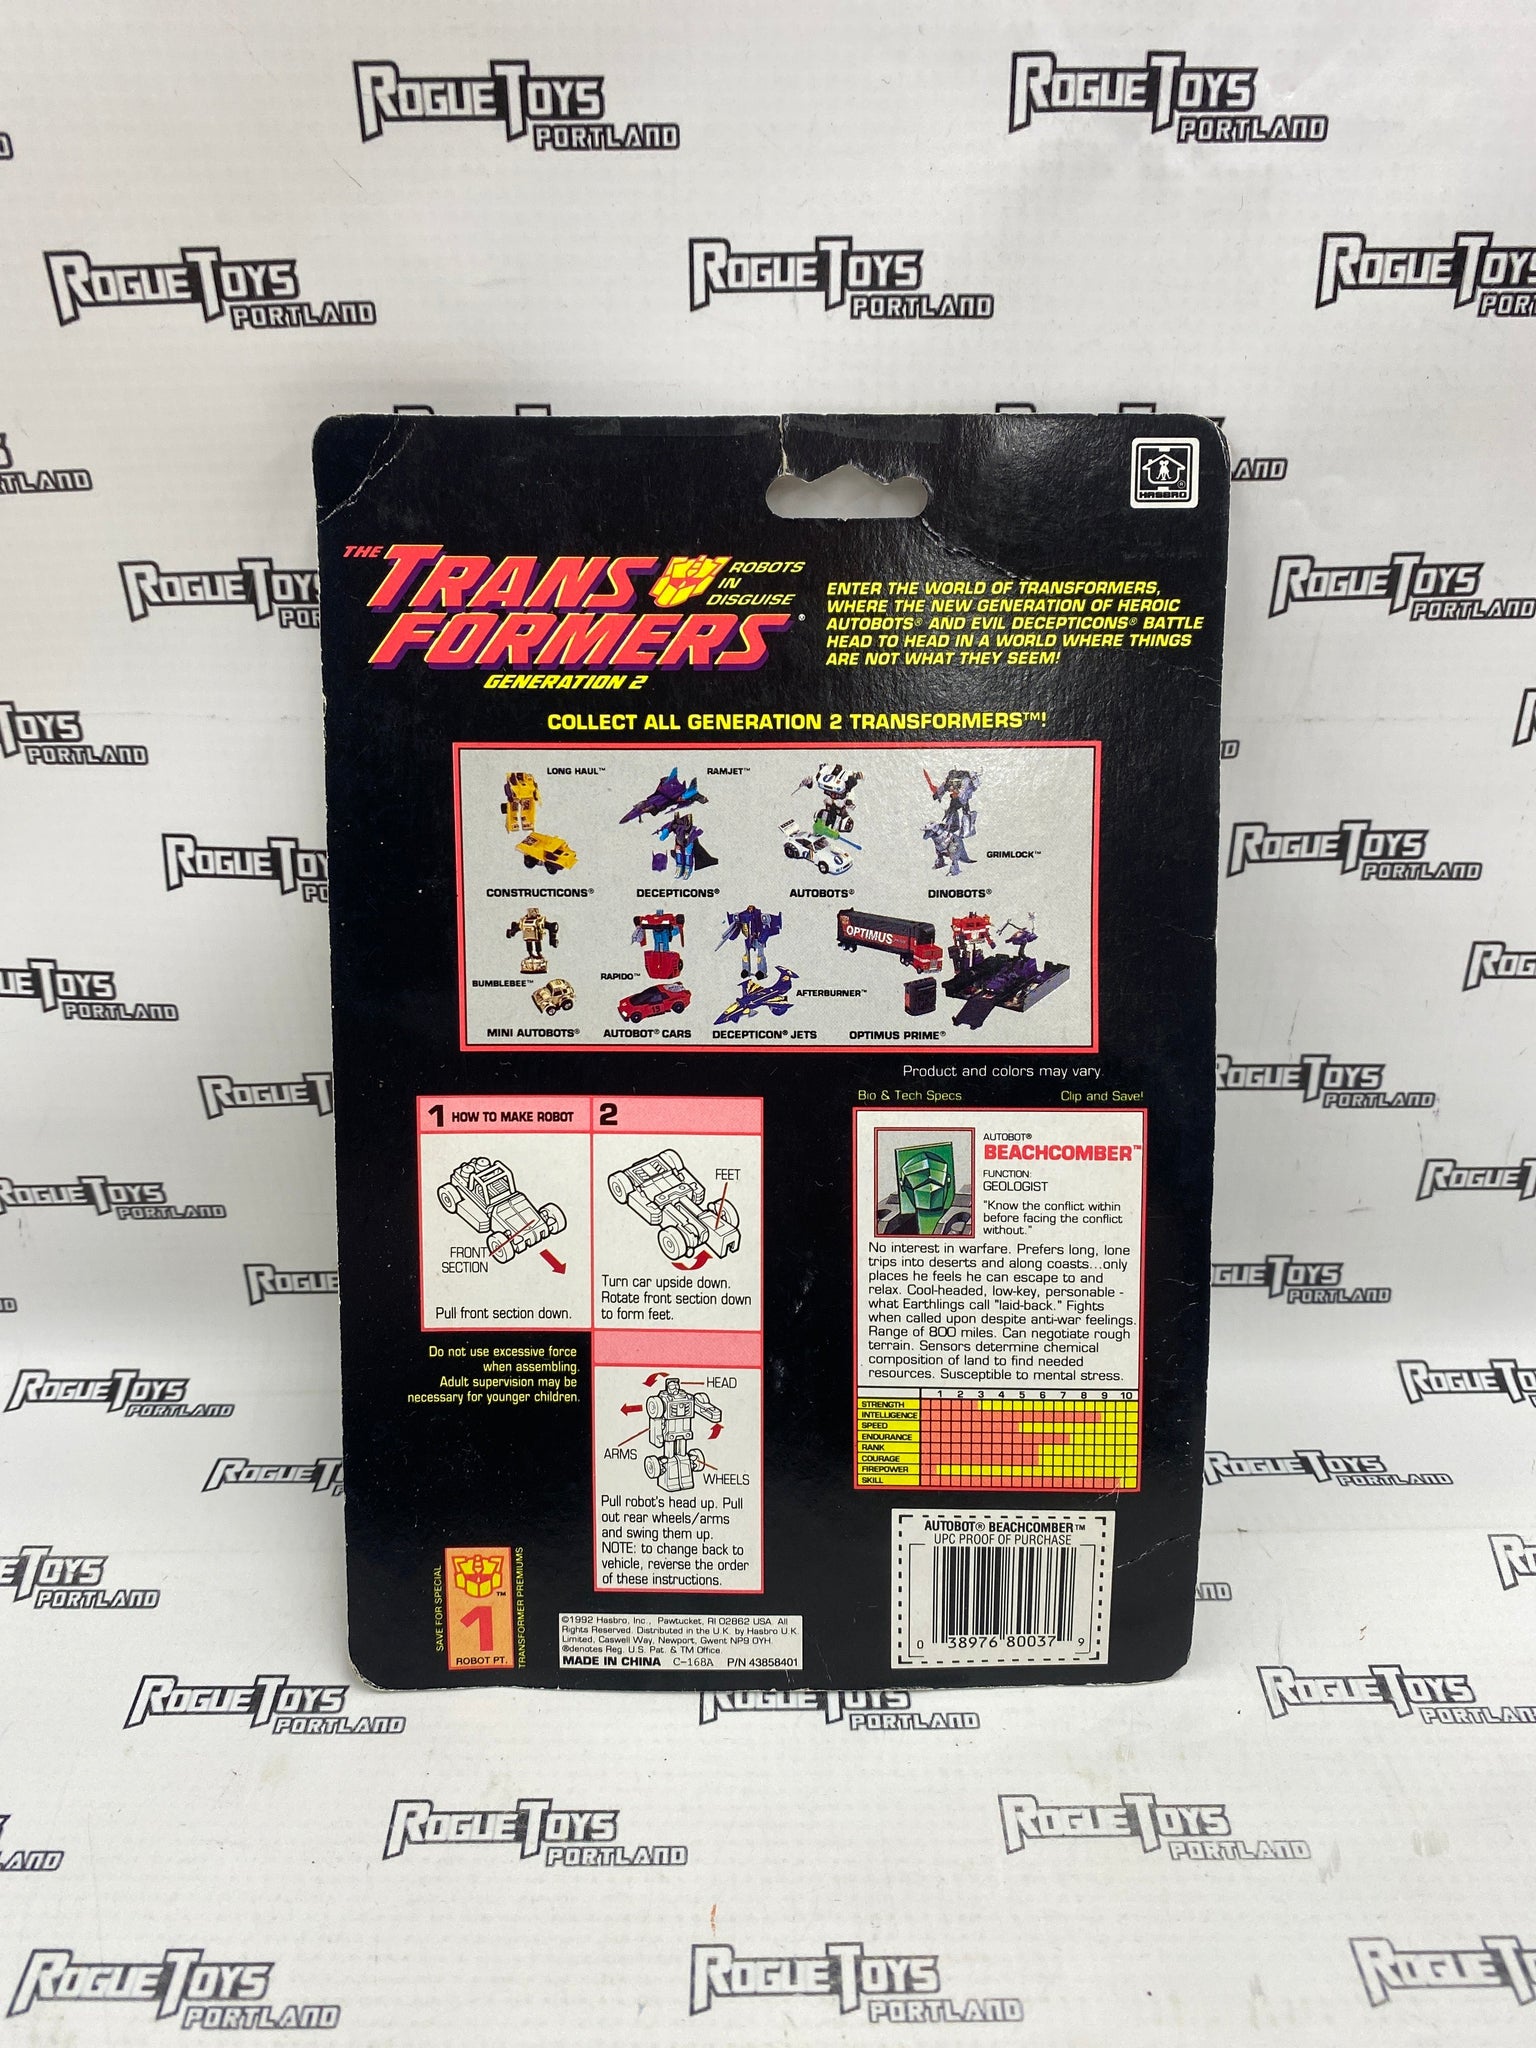 ROGUE TOYS
PORTLAND
HASBRO®
THE TRANSFORMERS®
ROBOTS
IN
DISGUISE
GENERATION 2
ENTER THE WORLD OF TRANSFORMERS,
WHERE THE NEW GENERATION OF HEROIC
AUTOBOTS® AND EVIL DECEPTICONS® BATTLE
HEAD TO HEAD IN A WORLD WHERE THINGS
ARE NOT WHAT THEY SEEM!
COLLECT ALL GENERATION 2 TRANSFORMERS™!
LONG HAUL™
RAMJET™
GRIMLOCK™
CONSTRUCTICONS®
DECEPTICONS®
AUTOBOTS®
DINOBOTS®
OPTIMUS
BUMBLEBEE™
RAPIDO™
AFTERBURNER™
MINI AUTOBOTS®
AUTOBOT® CARS
DECEPTICON® JETS
OPTIMUS PRIME®
Product and colors may vary.
Bio & Tech Specs
Clip and Save!
1 HOW TO MAKE ROBOT
FRONT
SECTION
Pull front section down.
2
FEET
Turn car upside down.
Rotate front section down
to form feet.
Do not use excessive force
when assembling.
Adult supervision may be
necessary for younger children.
HEAD
ARMS
WHEELS
Pull robot's head up. Pull
out rear wheels/arms
and swing them up.
NOTE: to change back to
vehicle, reverse the order
of these instructions.
AUTOBOT®
BEACHCOMBER™
FUNCTION:
GEOLOGIST
"Know the conflict within
before facing the conflict
without."
No interest in warfare. Prefers long, lone
trips into deserts and along coasts...only
places he feels he can escape to and
relax. Cool-headed, low-key, personable -
what Earthlings call "laid-back." Fights
when called upon despite anti-war feelings.
Range of 800 miles. Can negotiate rough
terrain. Sensors determine chemical
composition of land to find needed
resources. Susceptible to mental stress.
1 2 3 4 5 6 7 8 9 10
STRENGTH
INTELLIGENCE
SPEED
ENDURANCE
RANK
COURAGE
FIREPOWER
SKILL
AUTOBOT® BEACHCOMBER™
UPC PROOF OF PURCHASE
0 38976 80037 9
SAVE FOR SPECIAL
TRANSFORMER PREMIUMS
™
1
ROBOT PT.
©1992 Hasbro, Inc., Pawtucket, RI 02862 USA. All
Rights Reserved. Distributed in the U.K. by Hasbro U.K.
Limited, Caswell Way, Newport, Gwent NP9 0YH.
®denotes Reg. U.S. Pat. & TM Office.
MADE IN CHINA C-168A P/N 43858401